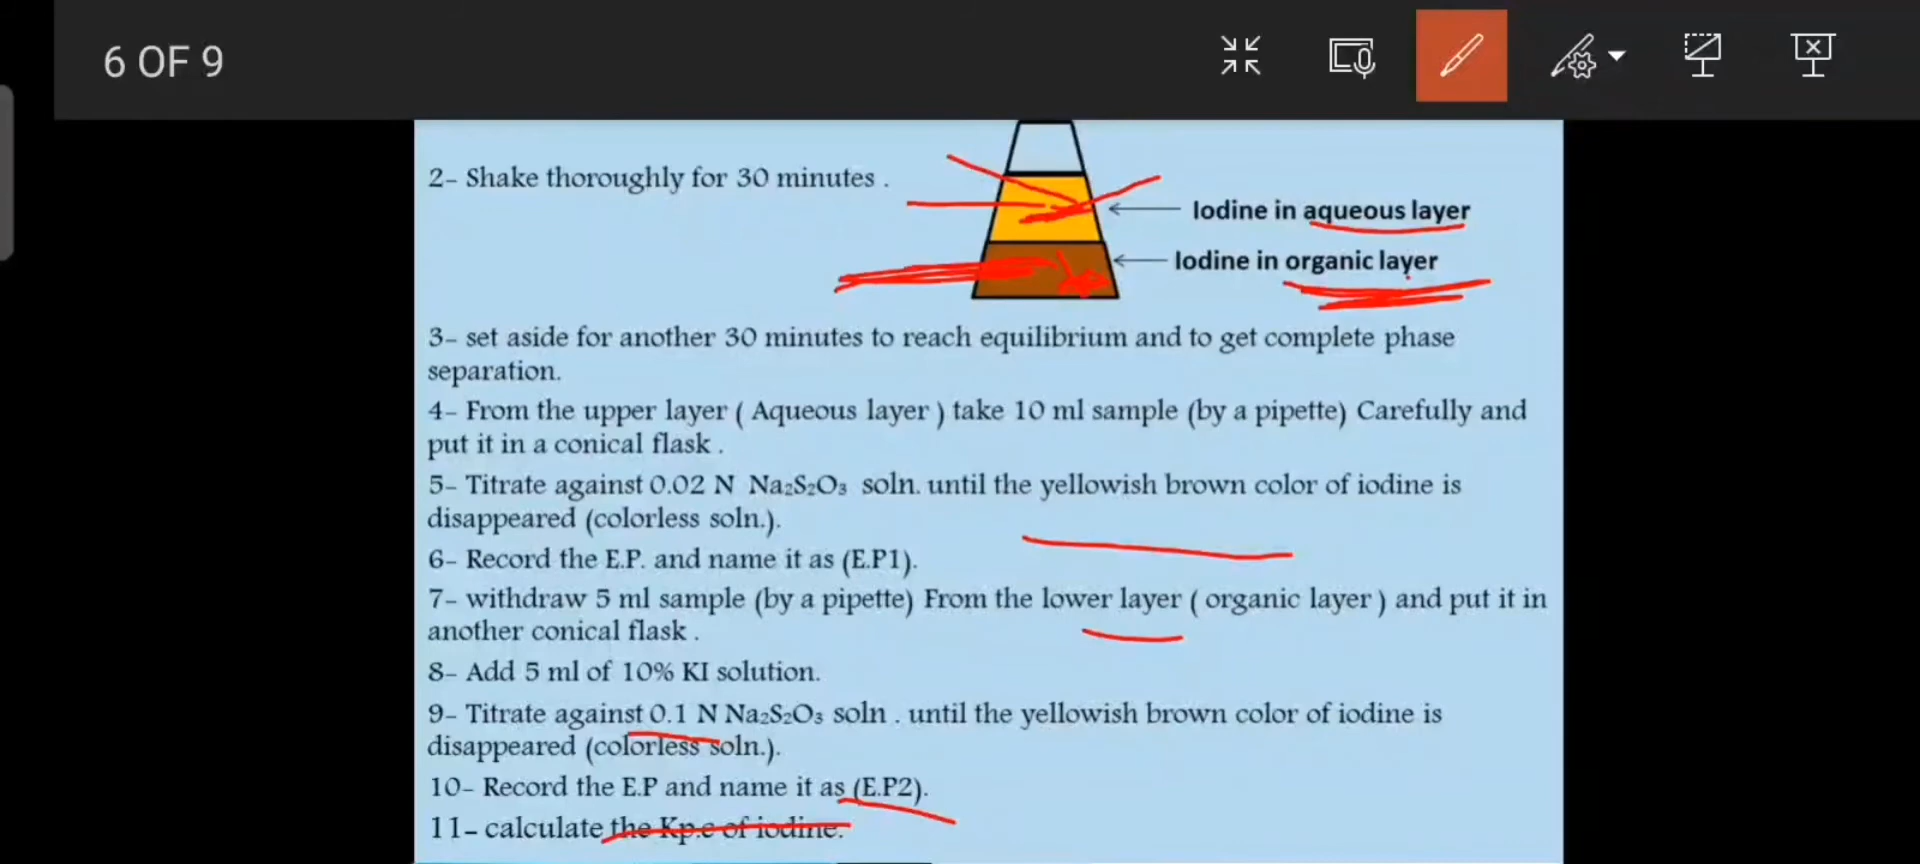 6 OF 9
2- Shake thoroughly for 30 minutes .
Iodine in aqueous layer
Iodine in organic layer
3- set aside for another 30 minutes to reach equilibrium and to get complete phase
separation.
4- From the upper layer ( Aqueous layer ) take 10 ml sample (by a pipette) Carefully and
put it in a conical flask .
5- Titrate against 0.02 N Na₂S₂O₃ soln. until the yellowish brown color of iodine is
disappeared (colorless soln.).
6- Record the E.P. and name it as (E.P1).
7- withdraw 5 ml sample (by a pipette) From the lower layer ( organic layer ) and put it in
another conical flask .
8- Add 5 ml of 10% KI solution.
9- Titrate against 0.1 N Na₂S₂O₃ soln . until the yellowish brown color of iodine is
disappeared (colorless soln.).
10- Record the E.P and name it as (E.P2).
11- calculate the Kp.c of iodine.